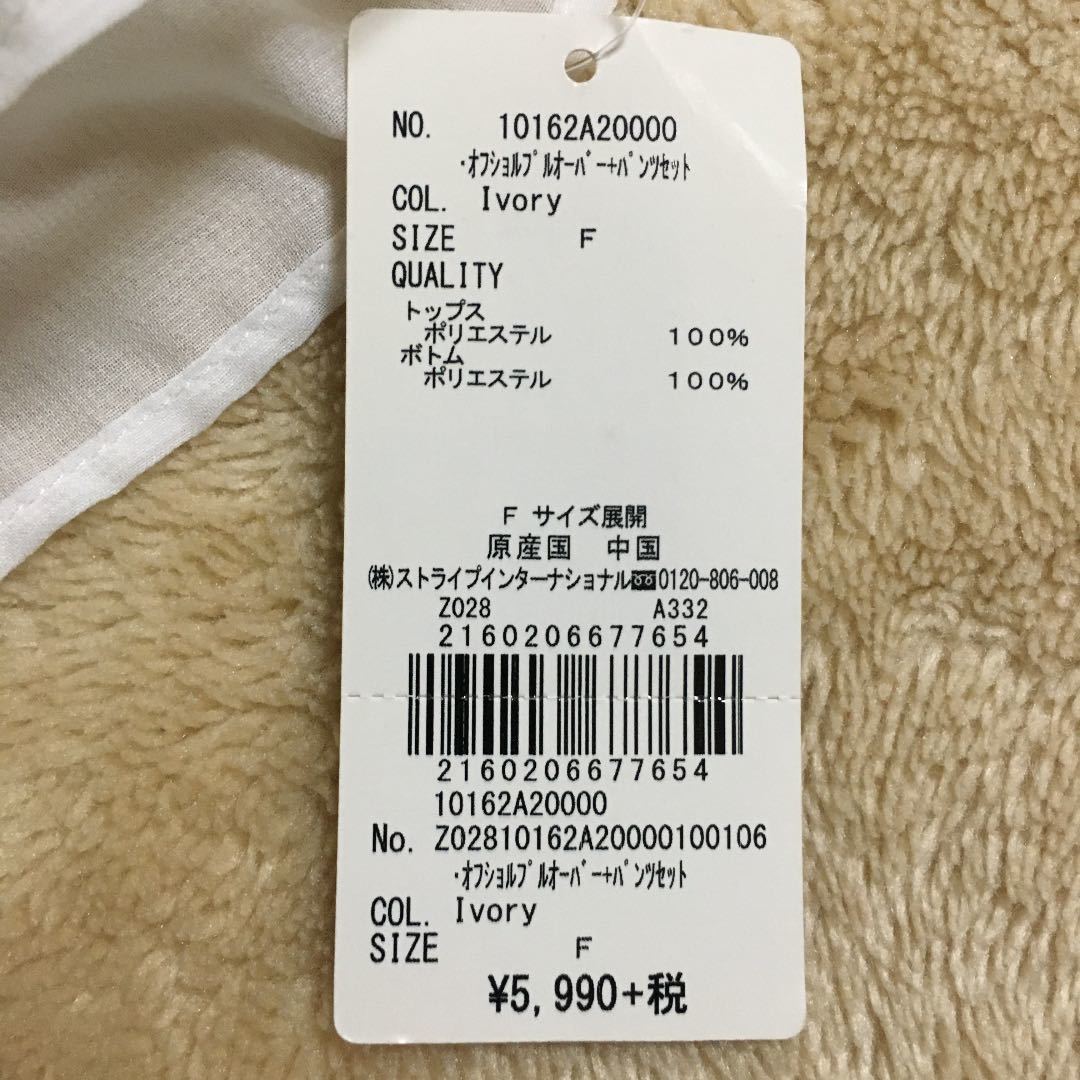 NO. 10162A20000
･ｵﾌｼｮﾙﾌﾟﾙｵｰﾊﾞｰ+ﾊﾟﾝﾂｾｯﾄ
COL. Ivory
SIZE F
QUALITY
トップス
ポリエステル 100%
ボトム
ポリエステル 100%
F サイズ展開
原産国 中国
㈱ストライプインターナショナル 0120-806-008
Z028 A332
2160206677654
2160206677654
10162A20000
No. Z02810162A20000100106
･ｵﾌｼｮﾙﾌﾟﾙｵｰﾊﾞｰ+ﾊﾟﾝﾂｾｯﾄ
COL. Ivory
SIZE F
¥5,990+税